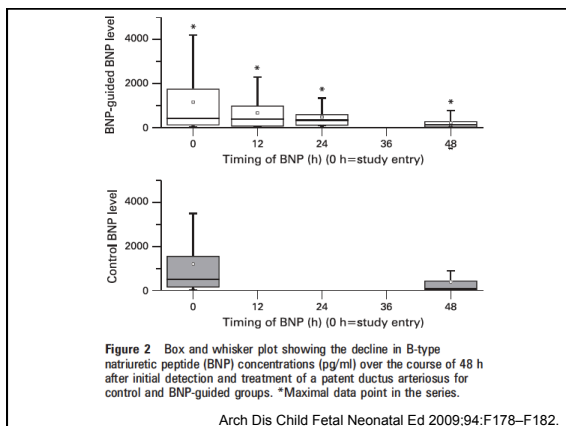 BNP-guided BNP level
4000
2000
0
*
*
*
*
0
12
24
36
48
Timing of BNP (h) (0 h=study entry)
Control BNP level
4000
2000
0
0
12
24
36
48
Timing of BNP (h) (0 h=study entry)
Figure 2 Box and whisker plot showing the decline in B-type
natriuretic peptide (BNP) concentrations (pg/ml) over the course of 48 h
after initial detection and treatment of a patent ductus arteriosus for
control and BNP-guided groups. *Maximal data point in the series.
Arch Dis Child Fetal Neonatal Ed 2009;94:F178–F182.